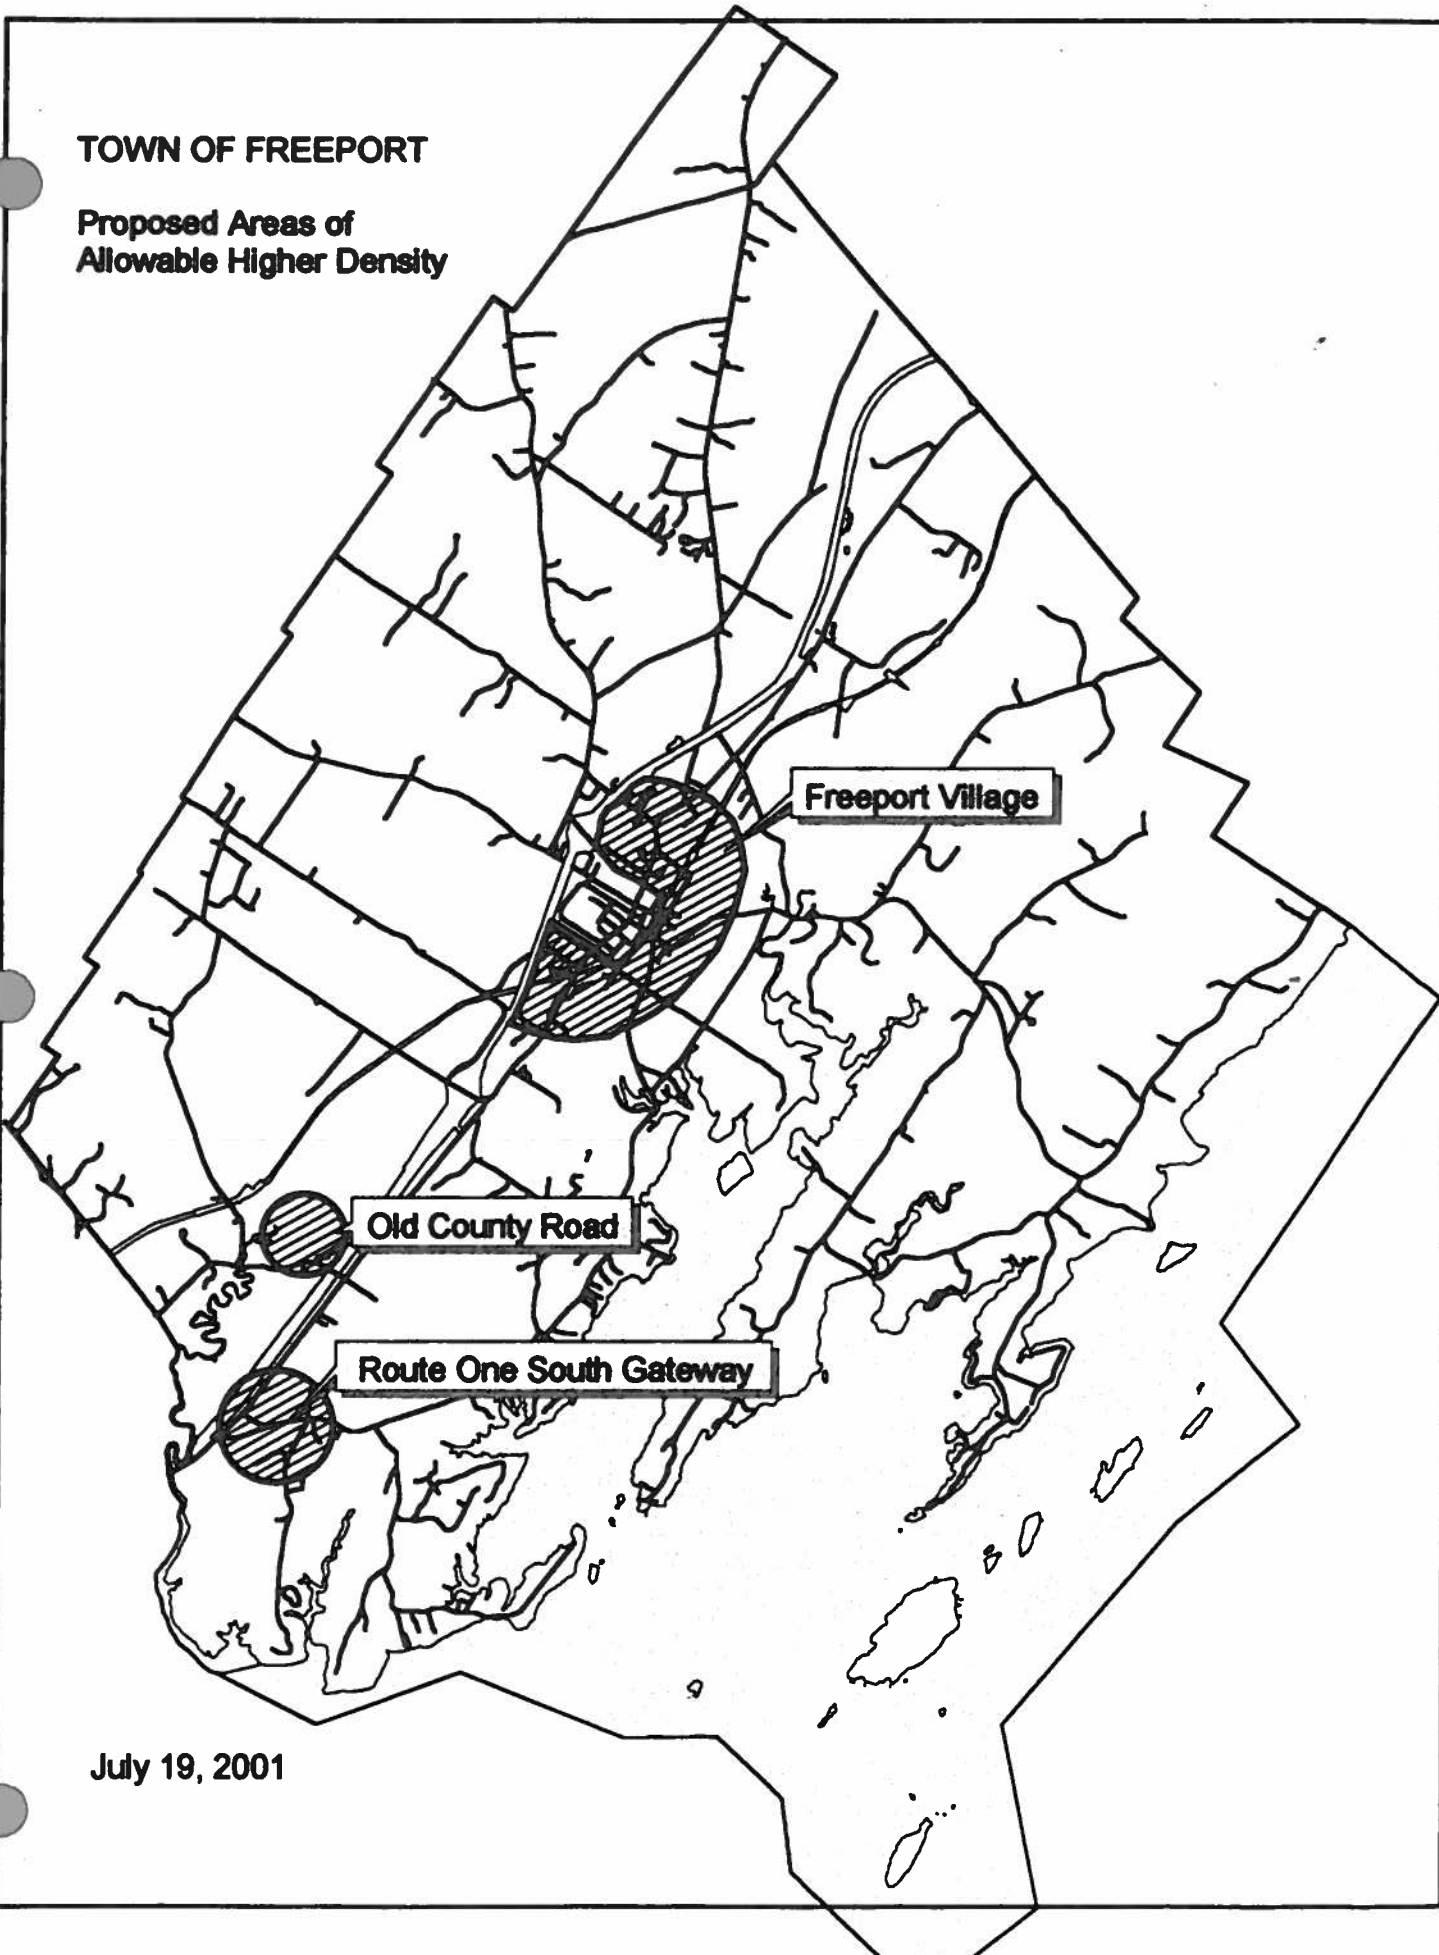 TOWN OF FREEPORT
Proposed Areas of
Allowable Higher Density
Freeport Village
Old County Road
Route One South Gateway
July 19, 2001